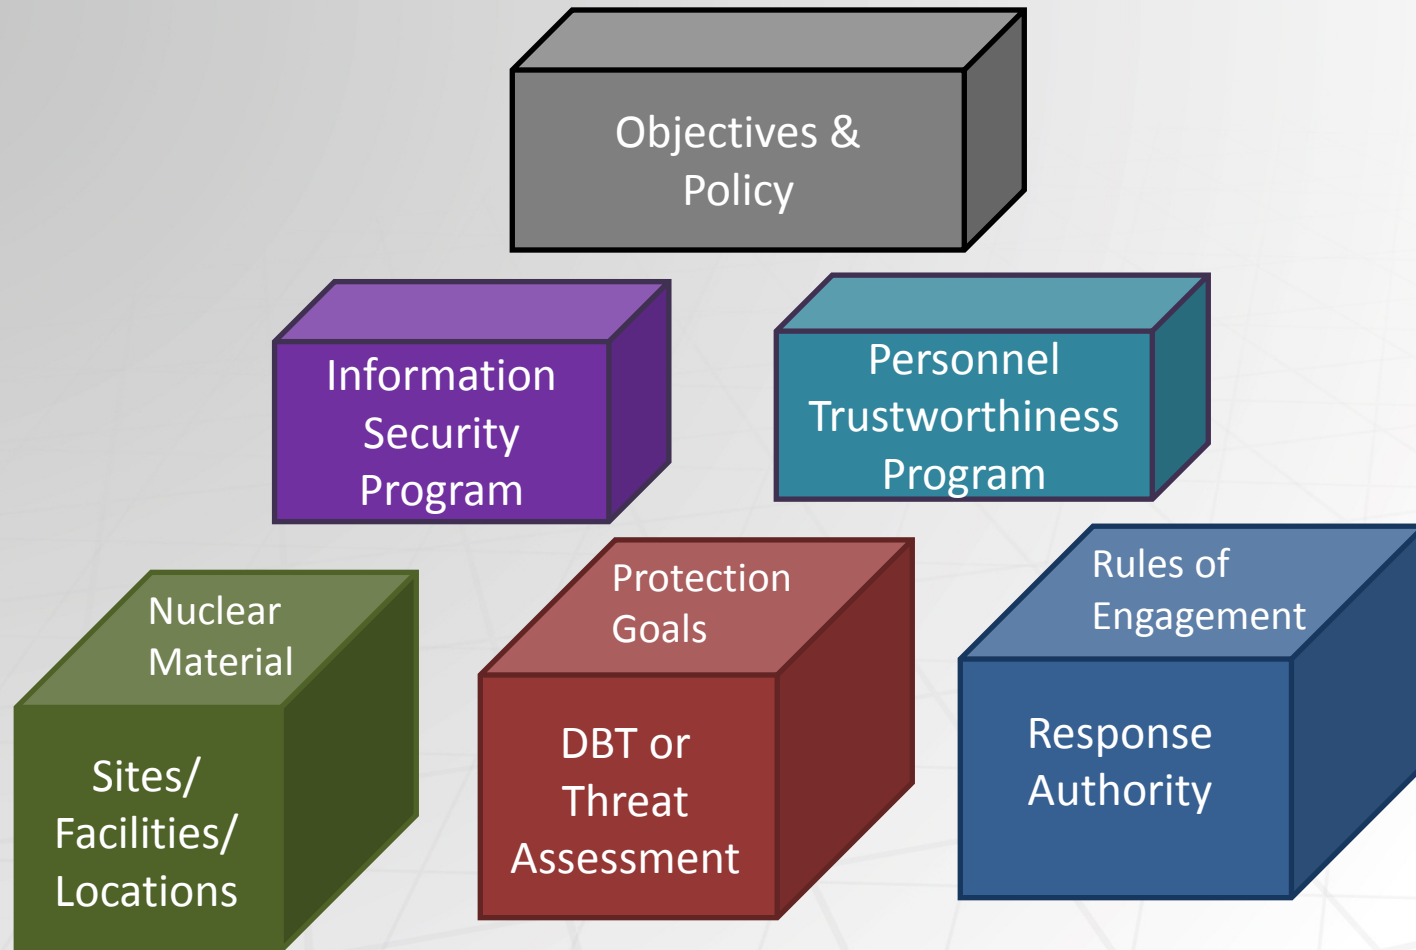 Objectives &
Policy
Information
Security
Program
Personnel
Trustworthiness
Program
Nuclear
Material
Sites/
Facilities/
Locations
Protection
Goals
DBT or
Threat
Assessment
Rules of
Engagement
Response
Authority